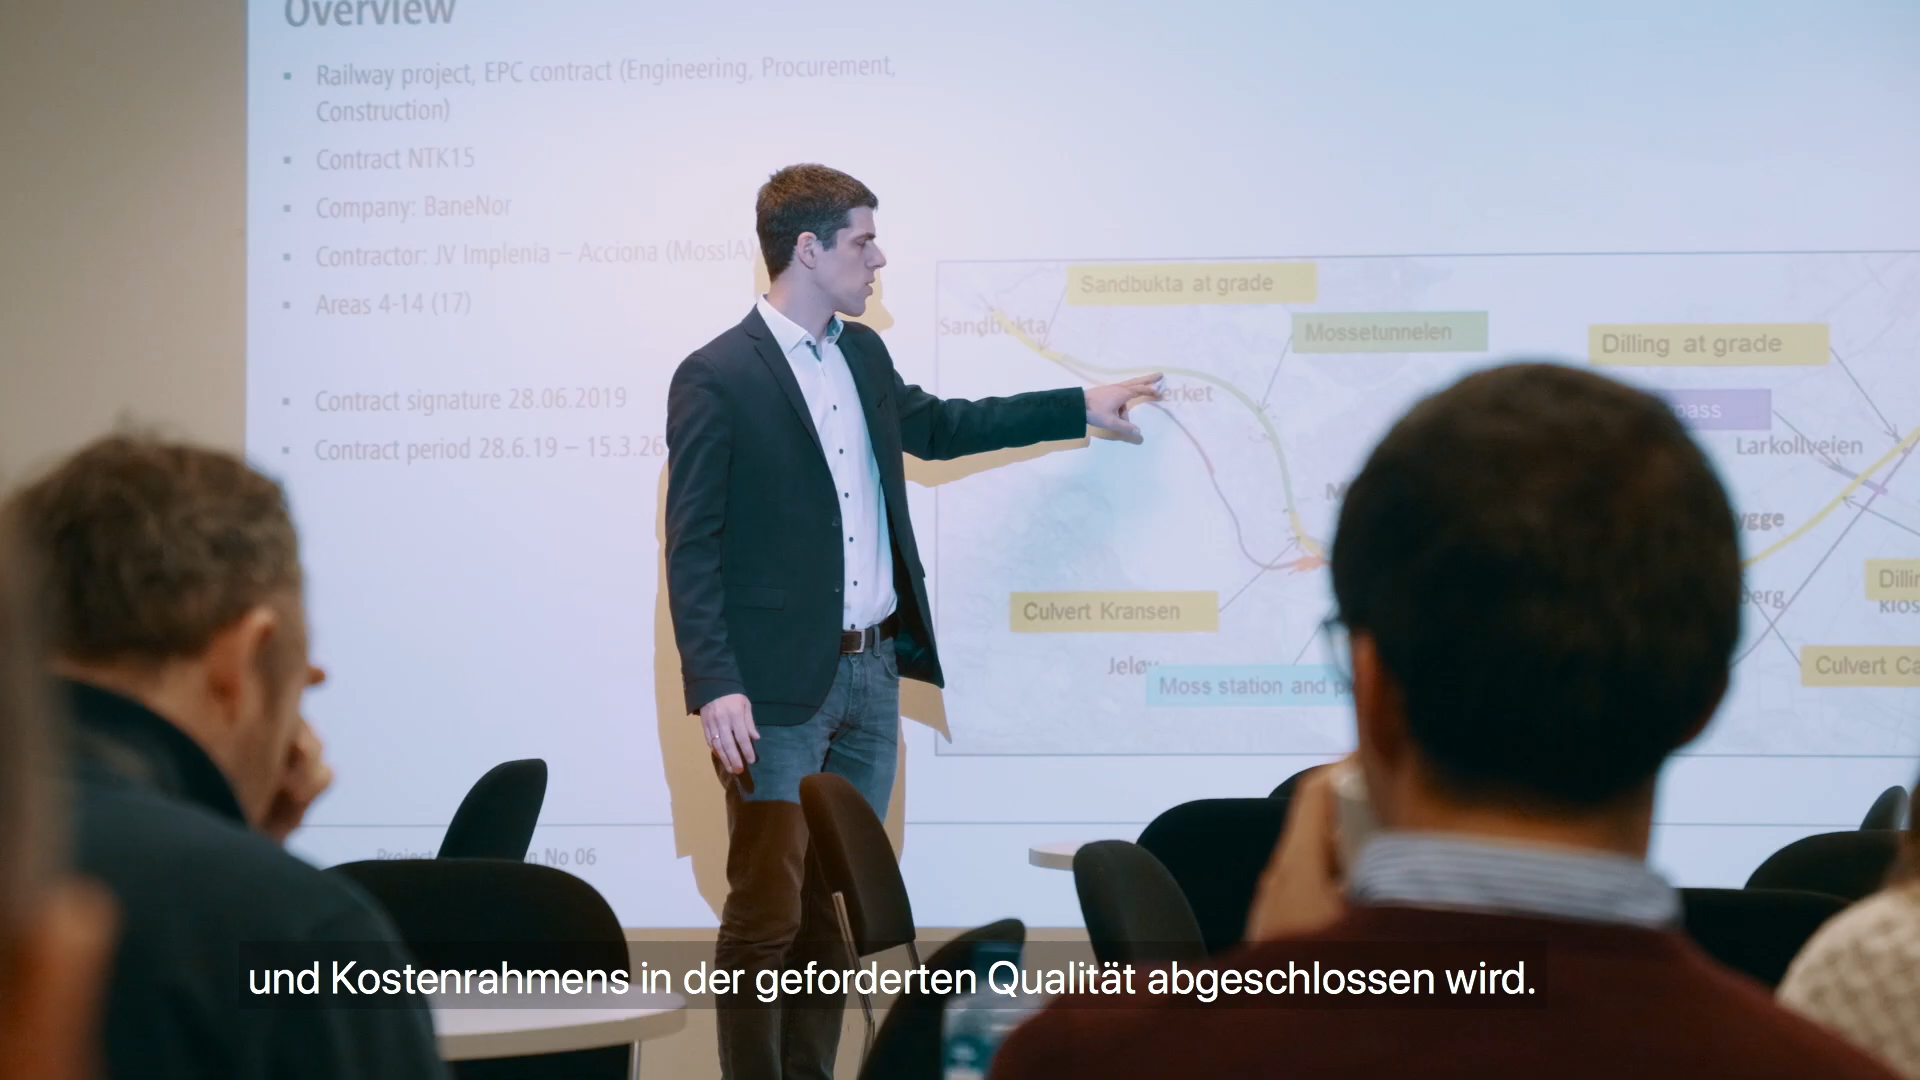 Overview
▪ Railway project, EPC contract (Engineering, Procurement,
Construction)
▪ Contract NTK15
▪ Company: BaneNor
▪ Contractor: JV Implenia – Acciona (MossIA)
▪ Areas 4-14 (17)
▪ Contract signature 28.06.2019
▪ Contract period 28.6.19 – 15.3.26
Sandbukta at grade
Sandbukta
Mossetunnelen
Dilling at grade
Larkollveien
Culvert Kransen
Culvert
Moss station and
No 06
und Kostenrahmens in der geforderten Qualität abgeschlossen wird.